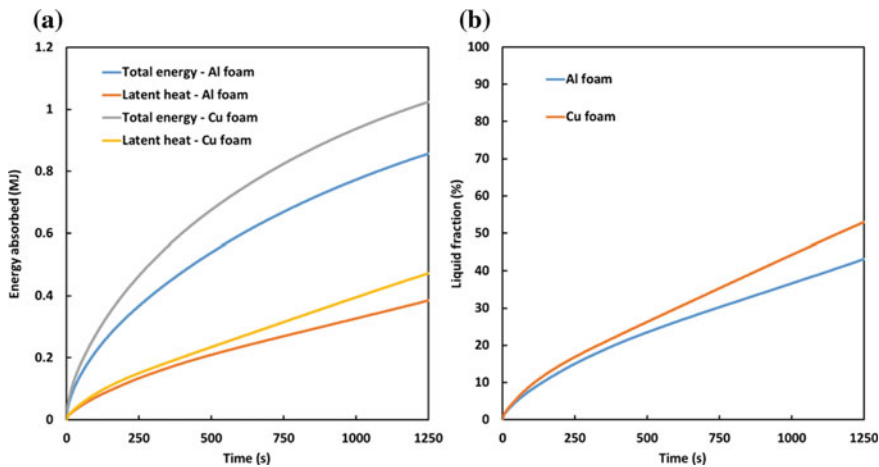 (a)
1.2
1
0.8
0.6
0.4
0.2
0
Energy absorbed (MJ)
Total energy - Al foam
Latent heat - Al foam
Total energy - Cu foam
Latent heat - Cu foam
0 250 500 750 1000 1250
Time (s)
(b)
100
90
80
70
60
50
40
30
20
10
0
Liquid fraction (%)
Al foam
Cu foam
0 250 500 750 1000 1250
Time (s)